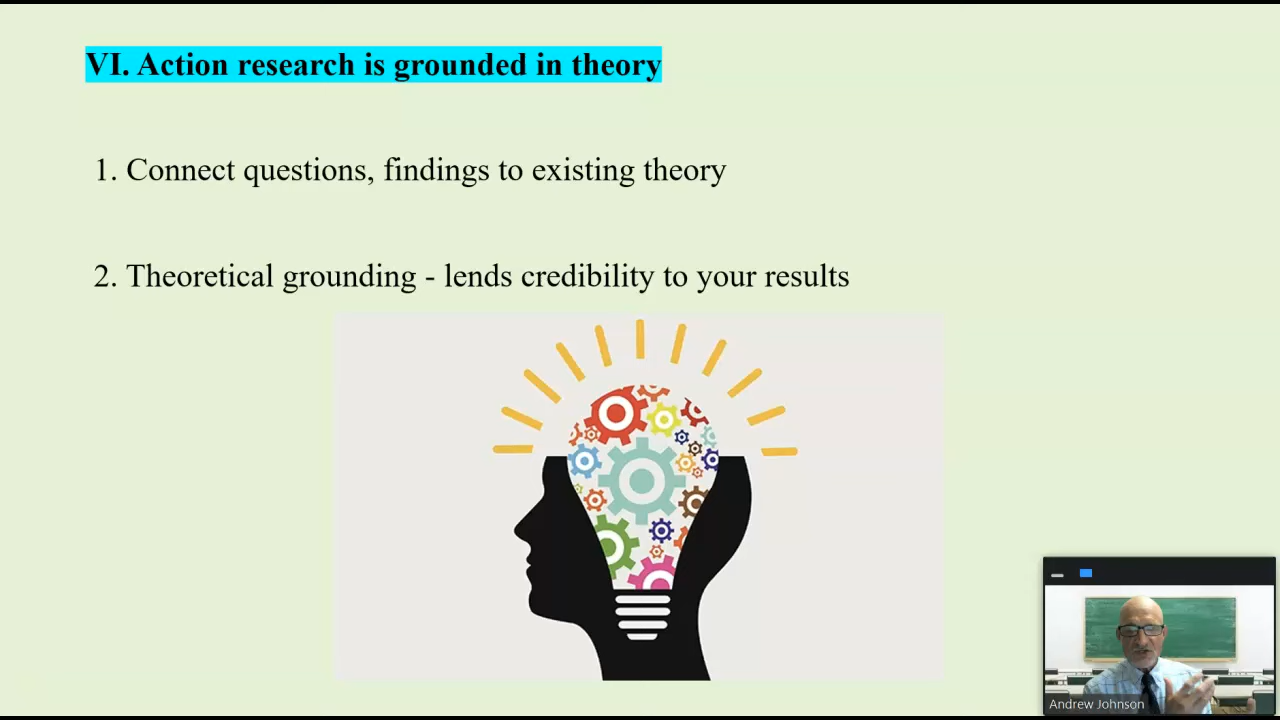 VI. Action research is grounded in theory
1. Connect questions, findings to existing theory
2. Theoretical grounding - lends credibility to your results
Andrew Johnson